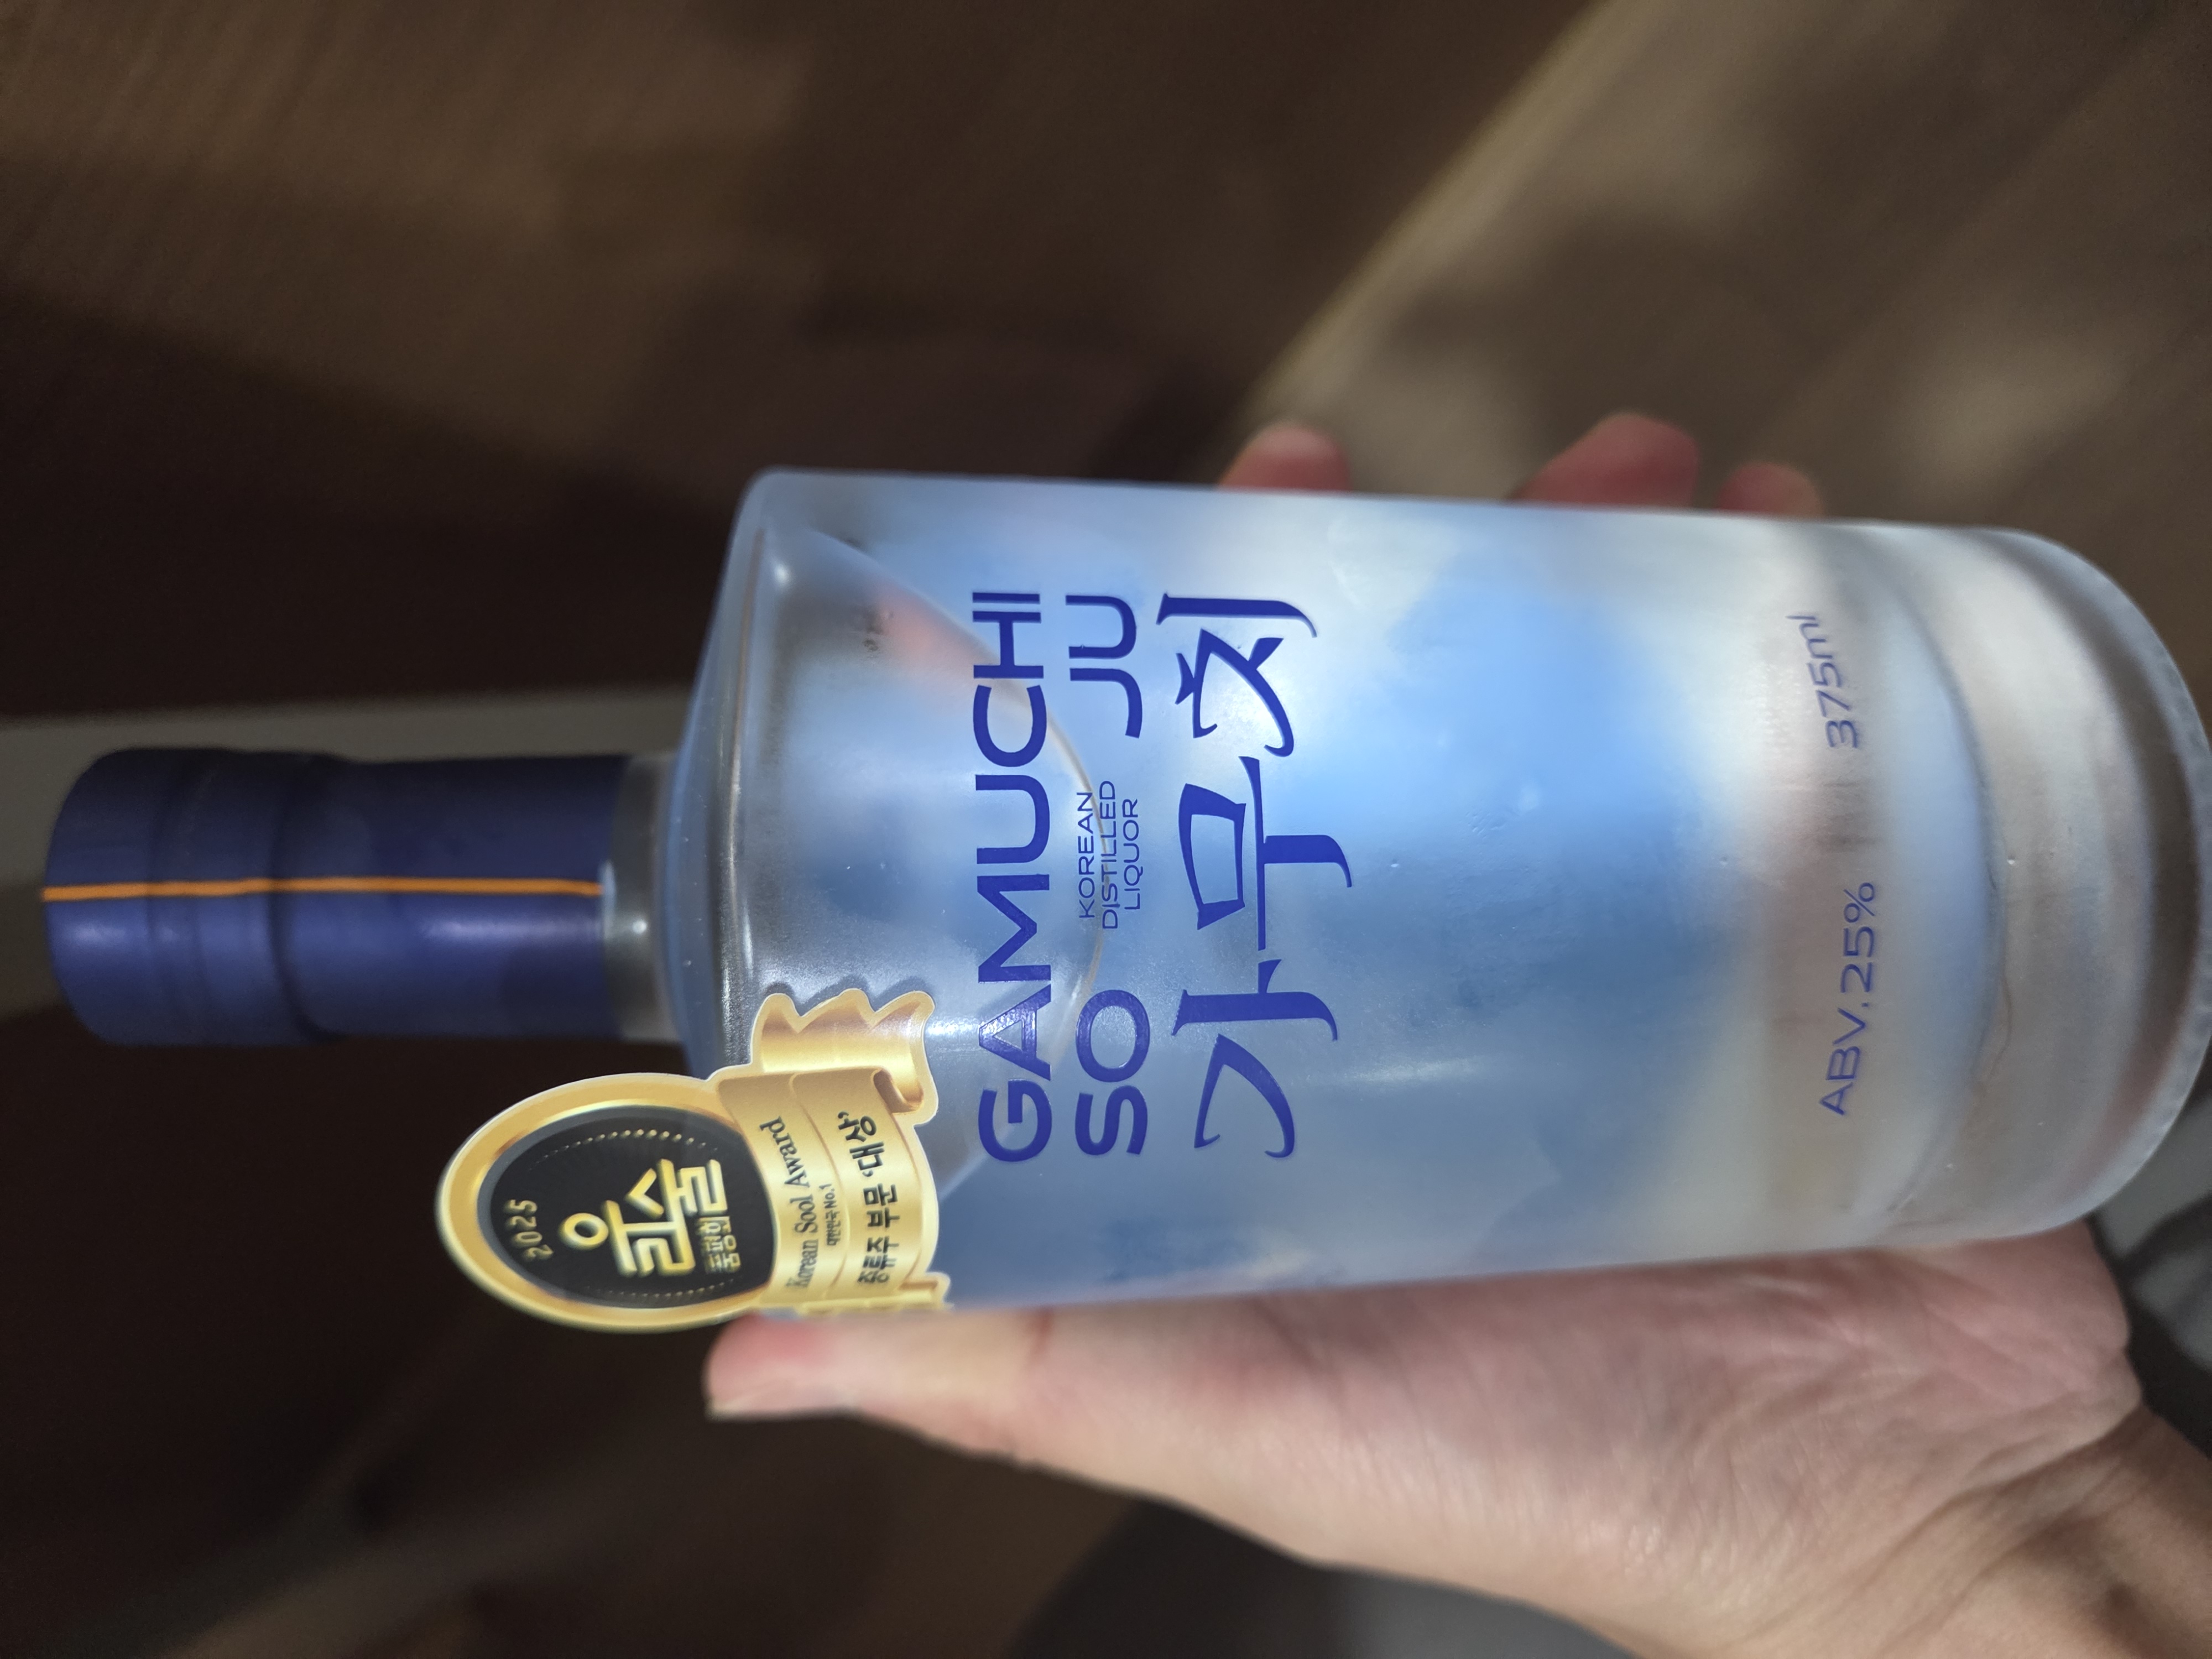 2025
우리술
품평회
Korean Sool Award
대한민국 No.1
증류주 부문 '대상'
GAMUCHI
SO JU
KOREAN
DISTILLED
LIQUOR
가무치
ABV.25% 375ml